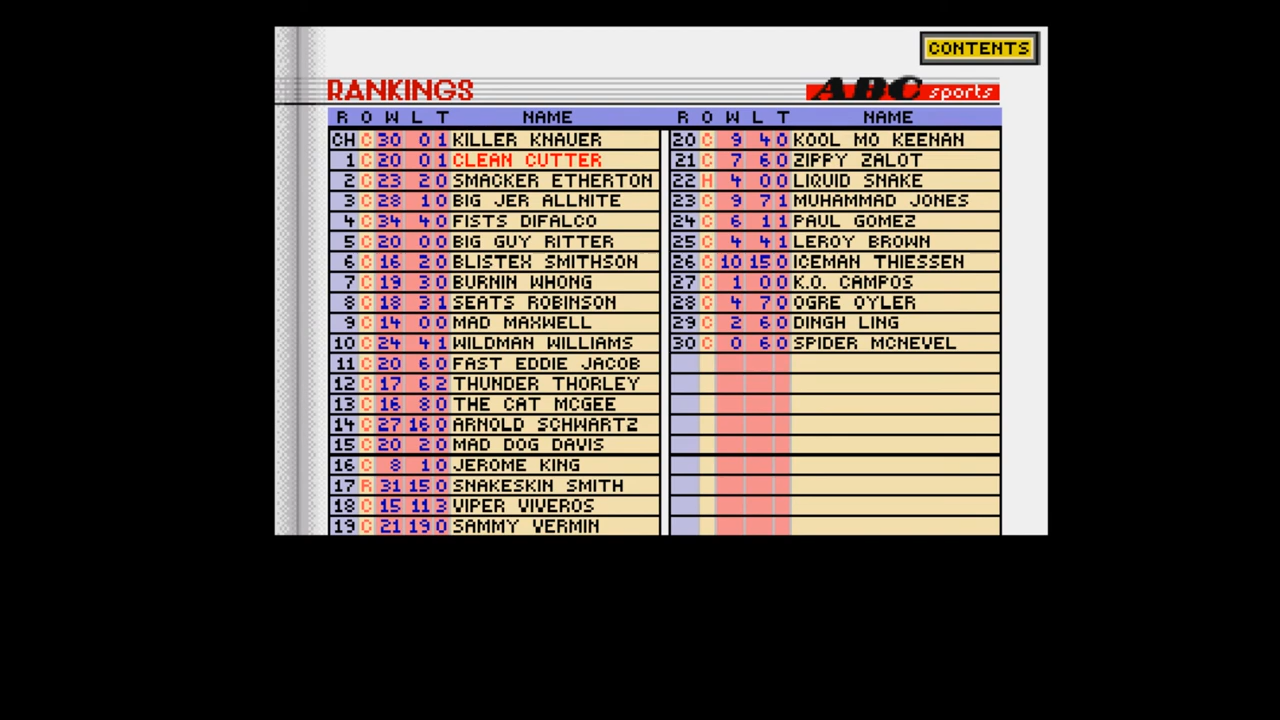 CONTENTS
RANKINGS
ABC sports
R O W L T NAME
CH C 30 0 1 KILLER KNAUER
1 C 20 0 1 CLEAN CUTTER
2 C 23 2 0 SMACKER ETHERTON
3 C 28 1 0 BIG JER ALLNITE
4 C 34 4 0 FISTS DIFALCO
5 C 20 0 0 BIG GUY RITTER
6 C 16 2 0 BLISTEX SMITHSON
7 C 19 3 0 BURNIN WHONG
8 C 18 3 1 SEATS ROBINSON
9 C 14 0 0 MAD MAXWELL
10 C 24 4 1 WILDMAN WILLIAMS
11 C 20 6 0 FAST EDDIE JACOB
12 C 17 6 2 THUNDER THORLEY
13 C 16 8 0 THE CAT MCGEE
14 C 27 16 0 ARNOLD SCHWARTZ
15 C 20 2 0 MAD DOG DAVIS
16 C 8 1 0 JEROME KING
17 R 31 15 0 SNAKESKIN SMITH
18 C 15 11 3 VIPER VIVEROS
19 C 21 19 0 SAMMY VERMIN
R O W L T NAME
20 C 9 4 0 KOOL MO KEENAN
21 C 7 6 0 ZIPPY ZALOT
22 H 4 0 0 LIQUID SNAKE
23 C 9 7 1 MUHAMMAD JONES
24 C 6 1 1 PAUL GOMEZ
25 C 4 4 1 LEROY BROWN
26 C 10 15 0 ICEMAN THIESSEN
27 C 1 0 0 K.O. CAMPOS
28 C 4 7 0 OGRE OYLER
29 C 2 6 0 DINGH LING
30 C 0 6 0 SPIDER MCNEVEL